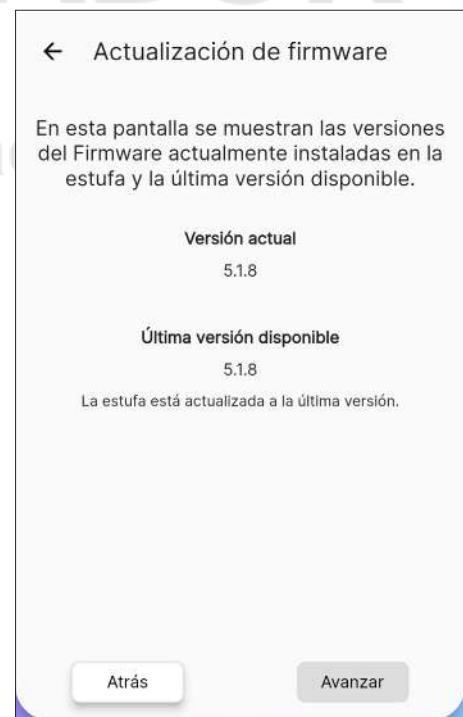 Actualización de firmware
En esta pantalla se muestran las versiones
del Firmware actualmente instaladas en la
estufa y la última versión disponible.
Versión actual
5.1.8
Última versión disponible
5.1.8
La estufa está actualizada a la última versión.
Atrás
Avanzar